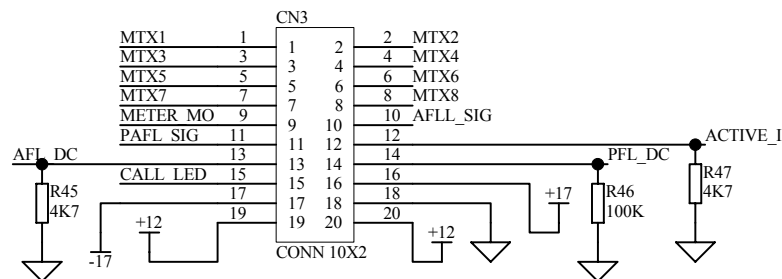 CN3
MTX1 1 1 2 2 MTX2
MTX3 3 3 4 4 MTX4
MTX5 5 5 6 6 MTX6
MTX7 7 7 8 8 MTX8
METER_MO 9 9 10 10 AFLL_SIG
PAFL_SIG 11 11 12 12 ACTIVE_I
AFL_DC 13 13 14 14 PFL_DC
CALL_LED 15 15 16 16
17 17 18 18
19 19 20 20
R45
4K7
R46
100K
R47
4K7
+17
+12
+12
-17
CONN 10X2